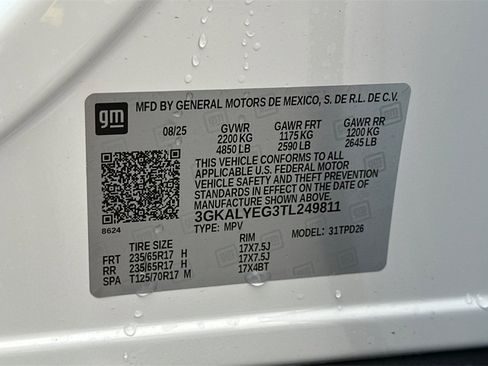 gm
MFD BY GENERAL MOTORS DE MEXICO, S. DE R.L. DE C.V.
08/25 GVWR GAWR FRT GAWR RR
2200 KG 1175 KG 1200 KG
4850 LB 2590 LB 2645 LB
THIS VEHICLE CONFORMS TO ALL
APPLICABLE U.S. FEDERAL MOTOR
VEHICLE SAFETY AND THEFT PREVENTION
STANDARDS IN EFFECT ON THE DATE OF
MANUFACTURE SHOWN ABOVE.
3GKALYEG3TL249811
8624 TYPE: MPV MODEL: 31TPD26
TIRE SIZE RIM
FRT 235/65R17 H 17X7.5J
RR 235/65R17 H 17X7.5J
SPA T125/70R17 M 17X4BT